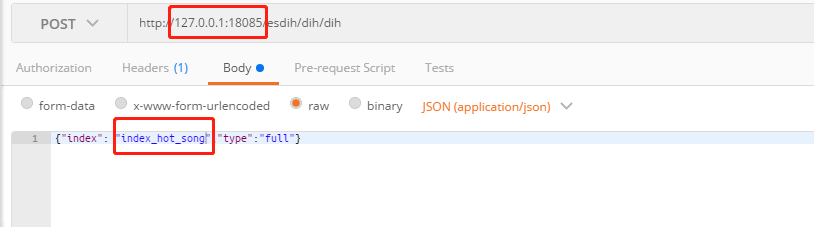 POST http://127.0.0.1:18085/esdih/dih/dih
Authorization Headers (1) Body Pre-request Script Tests
form-data x-www-form-urlencoded raw binary JSON (application/json)
1 {"index": "index_hot_song","type":"full"}